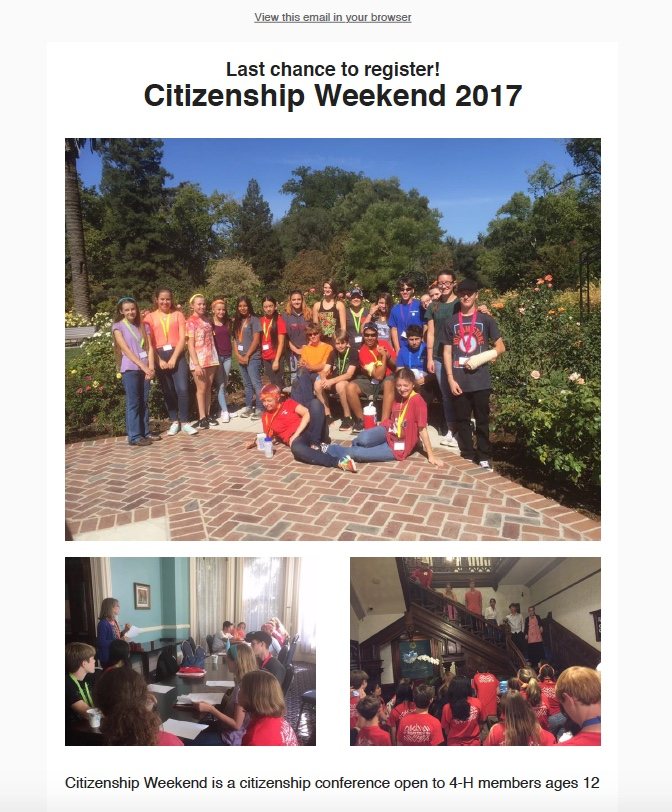 View this email in your browser
Last chance to register!
Citizenship Weekend 2017
Citizenship Weekend is a citizenship conference open to 4-H members ages 12